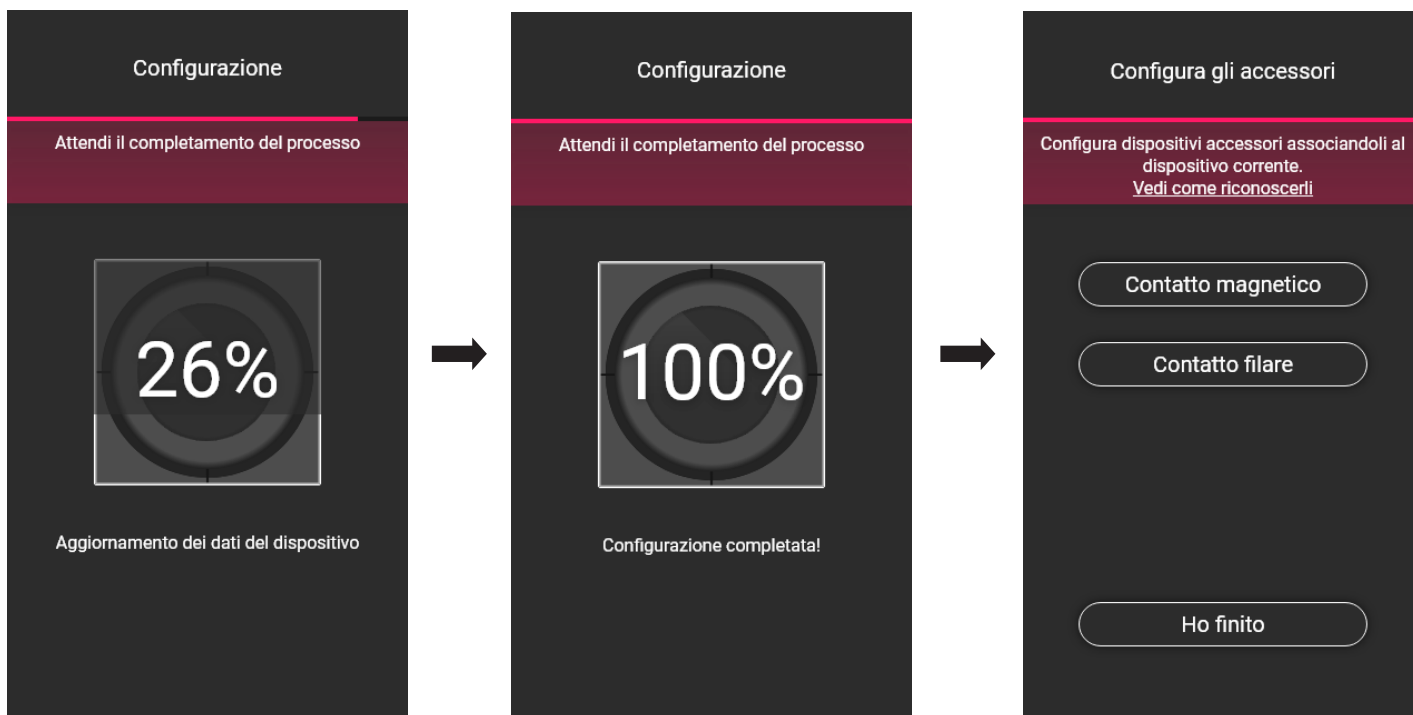 Configurazione
Attendi il completamento del processo
26%
Aggiornamento dei dati del dispositivo
Configurazione
Attendi il completamento del processo
100%
Configurazione completata!
Configura gli accessori
Configura dispositivi accessori associandoli al
dispositivo corrente.
Vedi come riconoscerli
Contatto magnetico
Contatto filare
Ho finito